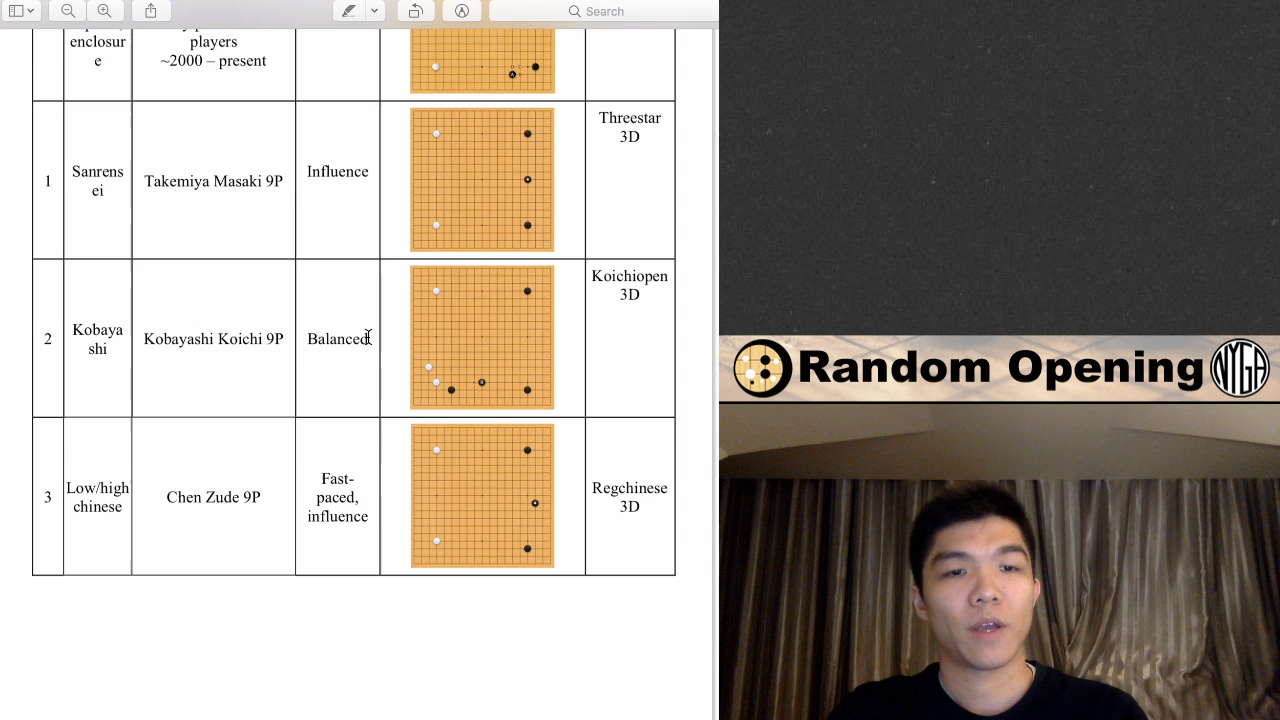 Search
enclosur
e
players
~2000 – present
1
Sanrens
ei
Takemiya Masaki 9P
Influence
Threestar
3D
2
Kobaya
shi
Kobayashi Koichi 9P
Balanced
Koichiopen
3D
3
Low/high
chinese
Chen Zude 9P
Fast-
paced,
influence
Regchinese
3D
Random Opening
NYGA